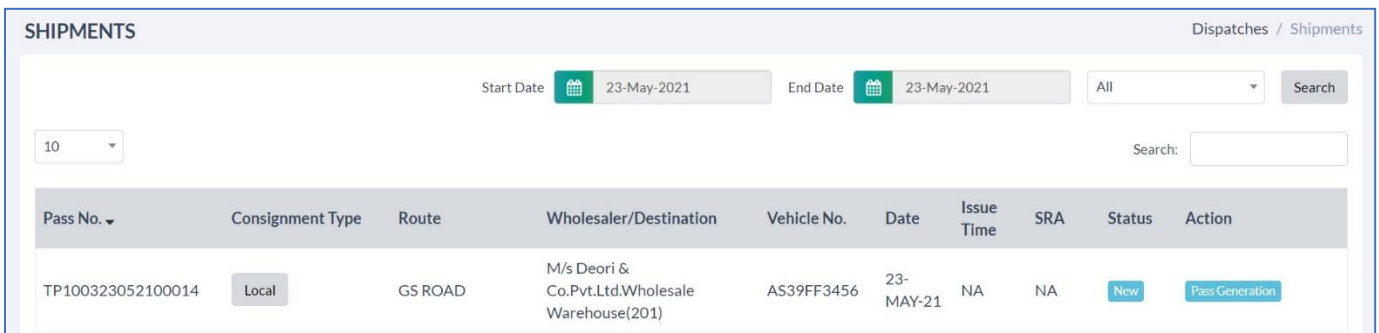 SHIPMENTS
Dispatches / Shipments
Start Date 23-May-2021 End Date 23-May-2021 All Search
10
Search:
Pass No. Consignment Type Route Wholesaler/Destination Vehicle No. Date Issue Time SRA Status Action
TP100323052100014 Local GS ROAD M/s Deori &
Co.Pvt.Ltd.Wholesale
Warehouse(201) AS39FF3456 23-
MAY-21 NA NA New Pass Generation